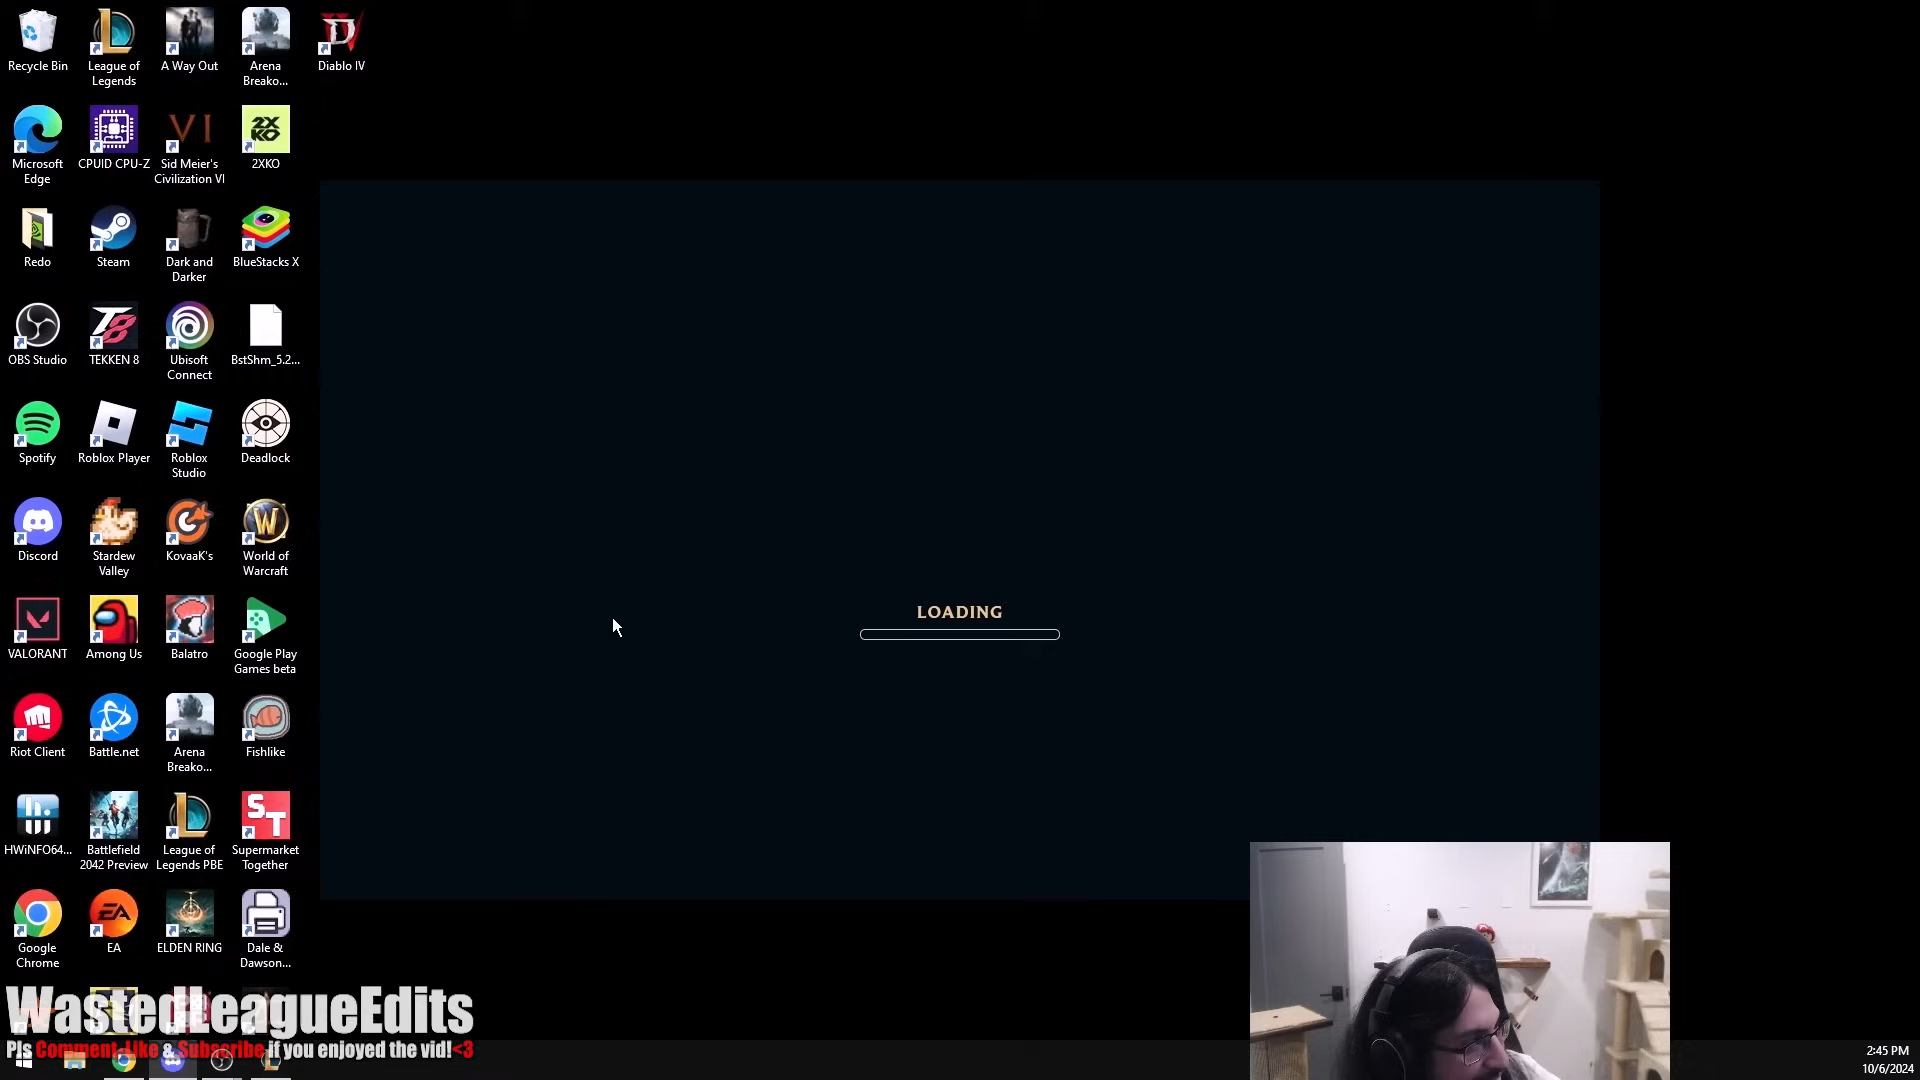 Recycle Bin
League of
Legends
A Way Out
Arena
Breako...
Diablo IV
Microsoft
Edge
CPUID CPU-Z
Sid Meier's
Civilization VI
2XKO
Redo
Steam
Dark and
Darker
BlueStacks X
OBS Studio
TEKKEN 8
Ubisoft
Connect
BstShm_5.2...
Spotify
Roblox Player
Roblox
Studio
Deadlock
Discord
Stardew
Valley
KovaaK's
World of
Warcraft
VALORANT
Among Us
Balatro
Google Play
Games beta
Riot Client
Battle.net
Arena
Breako...
Fishlike
HWiNFO64...
Battlefield
2042 Preview
League of
Legends PBE
Supermarket
Together
Google
Chrome
EA
ELDEN RING
Dale &
Dawson...
LOADING
WastedLeagueEdits
Pls Comment, Like & Subscribe if you enjoyed the vid!<3
2:45 PM
10/6/2024